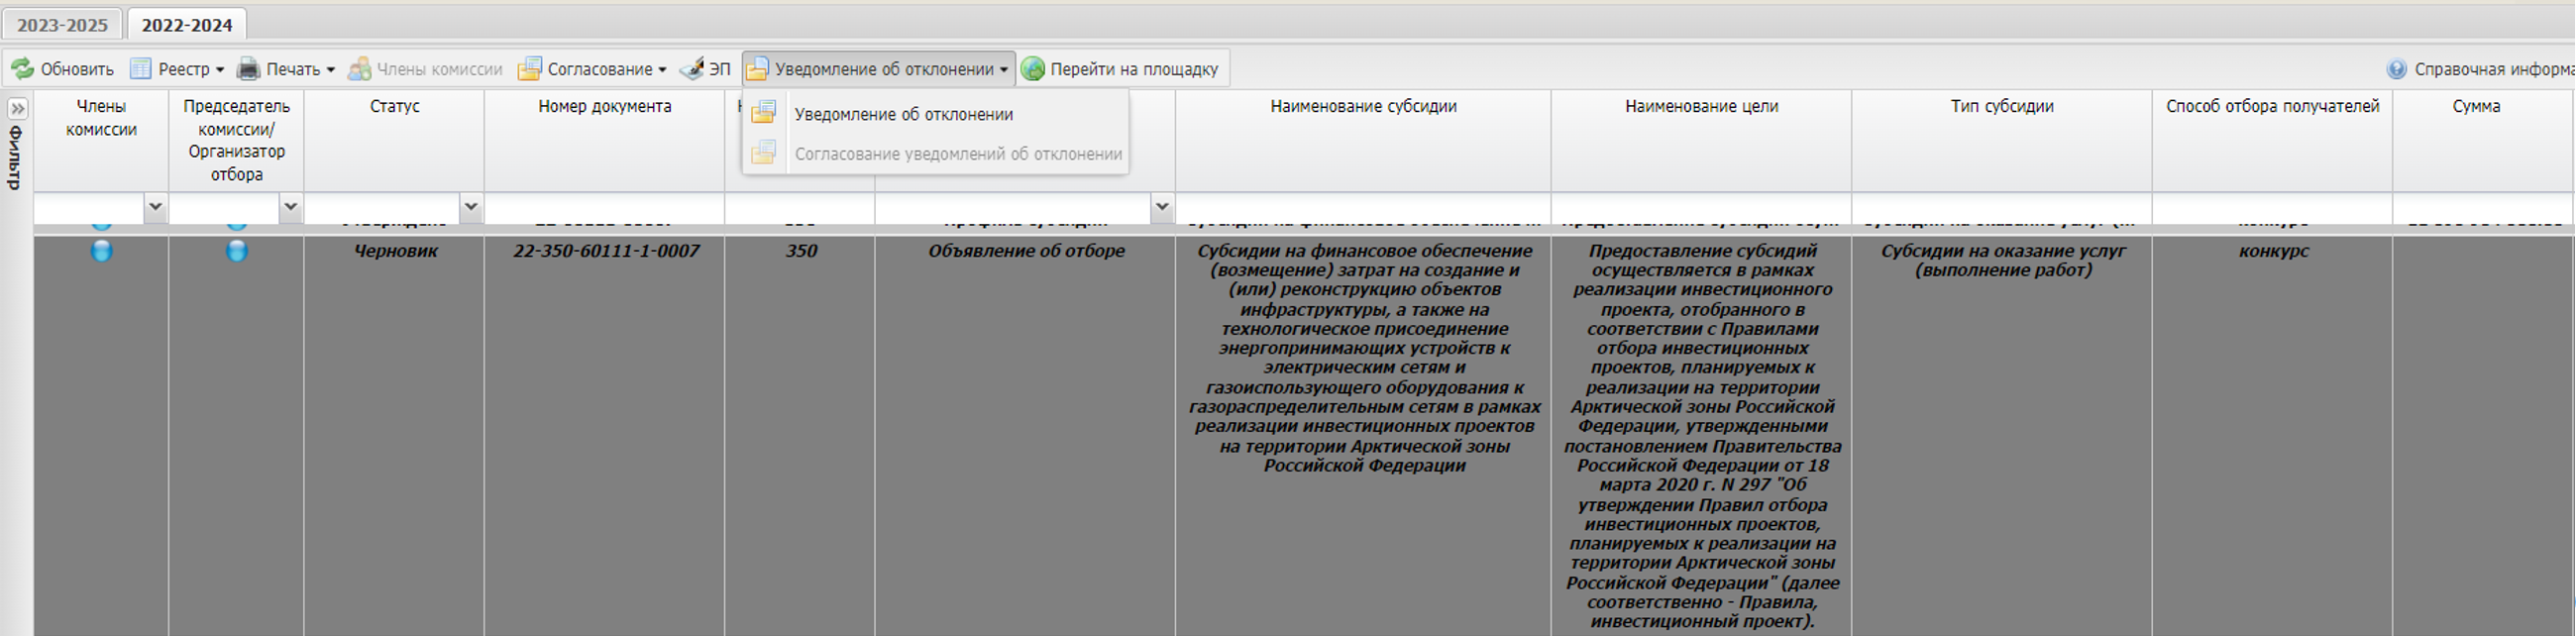 2023-2025 2022-2024
Обновить Реестр Печать Члены комиссии Согласование ЭП Уведомление об отклонении Перейти на площадку Справочная информа
Уведомление об отклонении
Согласование уведомлений об отклонении
Фильтр
Члены
комиссии
Председатель
комиссии/
Организатор
отбора
Статус
Номер документа
Наименование субсидии
Наименование цели
Тип субсидии
Способ отбора получателей
Сумма
Черновик
22-350-60111-1-0007
350
Объявление об отборе
Субсидии на финансовое обеспечение
(возмещение) затрат на создание и
(или) реконструкцию объектов
инфраструктуры, а также на
технологическое присоединение
энергопринимающих устройств к
электрическим сетям и
газоиспользующего оборудования к
газораспределительным сетям в рамках
реализации инвестиционных проектов
на территории Арктической зоны
Российской Федерации
Предоставление субсидий
осуществляется в рамках
реализации инвестиционного
проекта, отобранного в
соответствии с Правилами
отбора инвестиционных
проектов, планируемых к
реализации на территории
Арктической зоны Российской
Федерации, утвержденными
постановлением Правительства
Российской Федерации от 18
марта 2020 г. N 297 "Об
утверждении Правил отбора
инвестиционных проектов,
планируемых к реализации на
территории Арктической зоны
Российской Федерации" (далее
соответственно - Правила,
инвестиционный проект).
Субсидии на оказание услуг
(выполнение работ)
конкурс